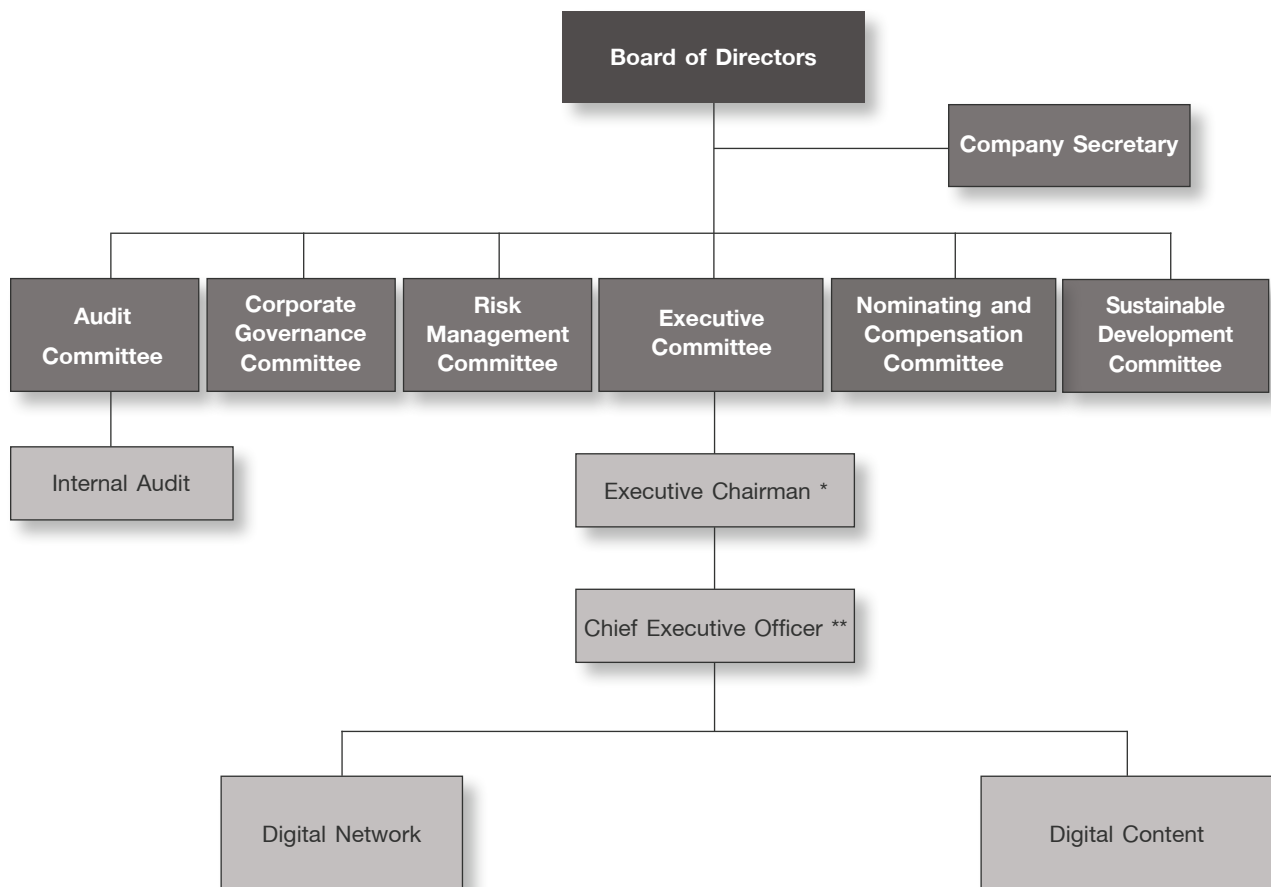 Board of Directors
Company Secretary
Audit
Committee
Corporate
Governance
Committee
Risk
Management
Committee
Executive
Committee
Nominating and
Compensation
Committee
Sustainable
Development
Committee
Internal Audit
Executive Chairman *
Chief Executive Officer **
Digital Network
Digital Content